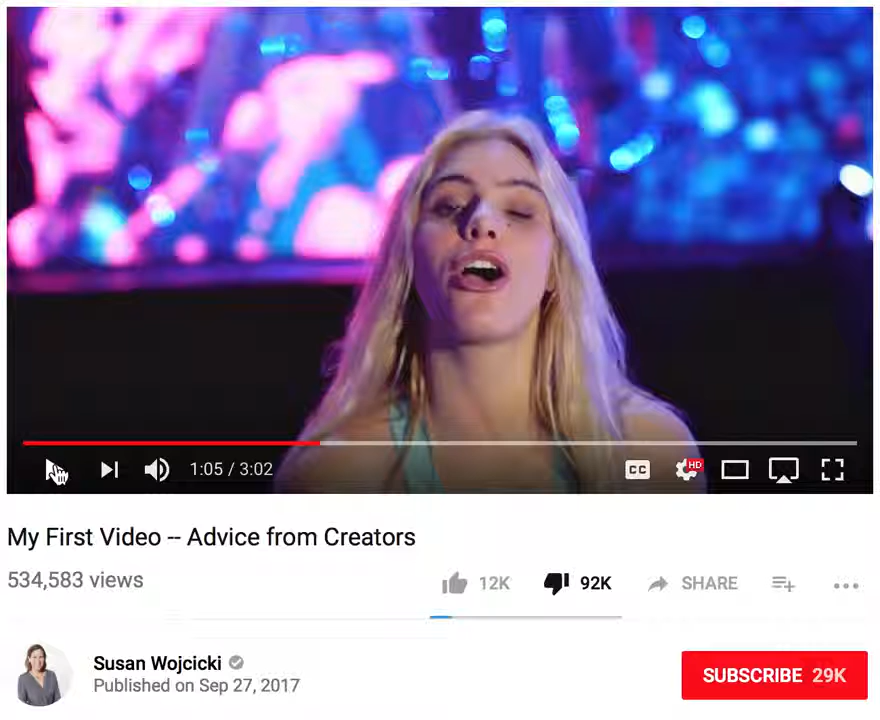 1:05 / 3:02
CC
HD
My First Video -- Advice from Creators
534,583 views
12K
92K
SHARE
Susan Wojcicki
Published on Sep 27, 2017
SUBSCRIBE 29K